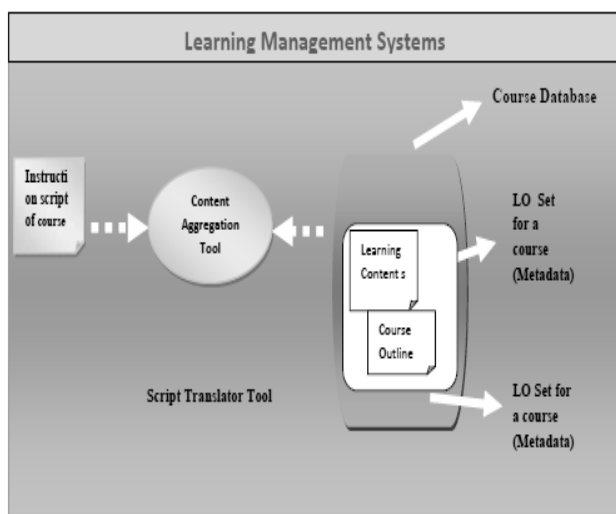 Learning Management Systems
Course Database
Instructi
on script
of course
Content
Aggregation
Tool
LO Set
for a
course
(Metadata)
Learning
Content s
Course
Outline
Script Translator Tool
LO Set for
a course
(Metadata)